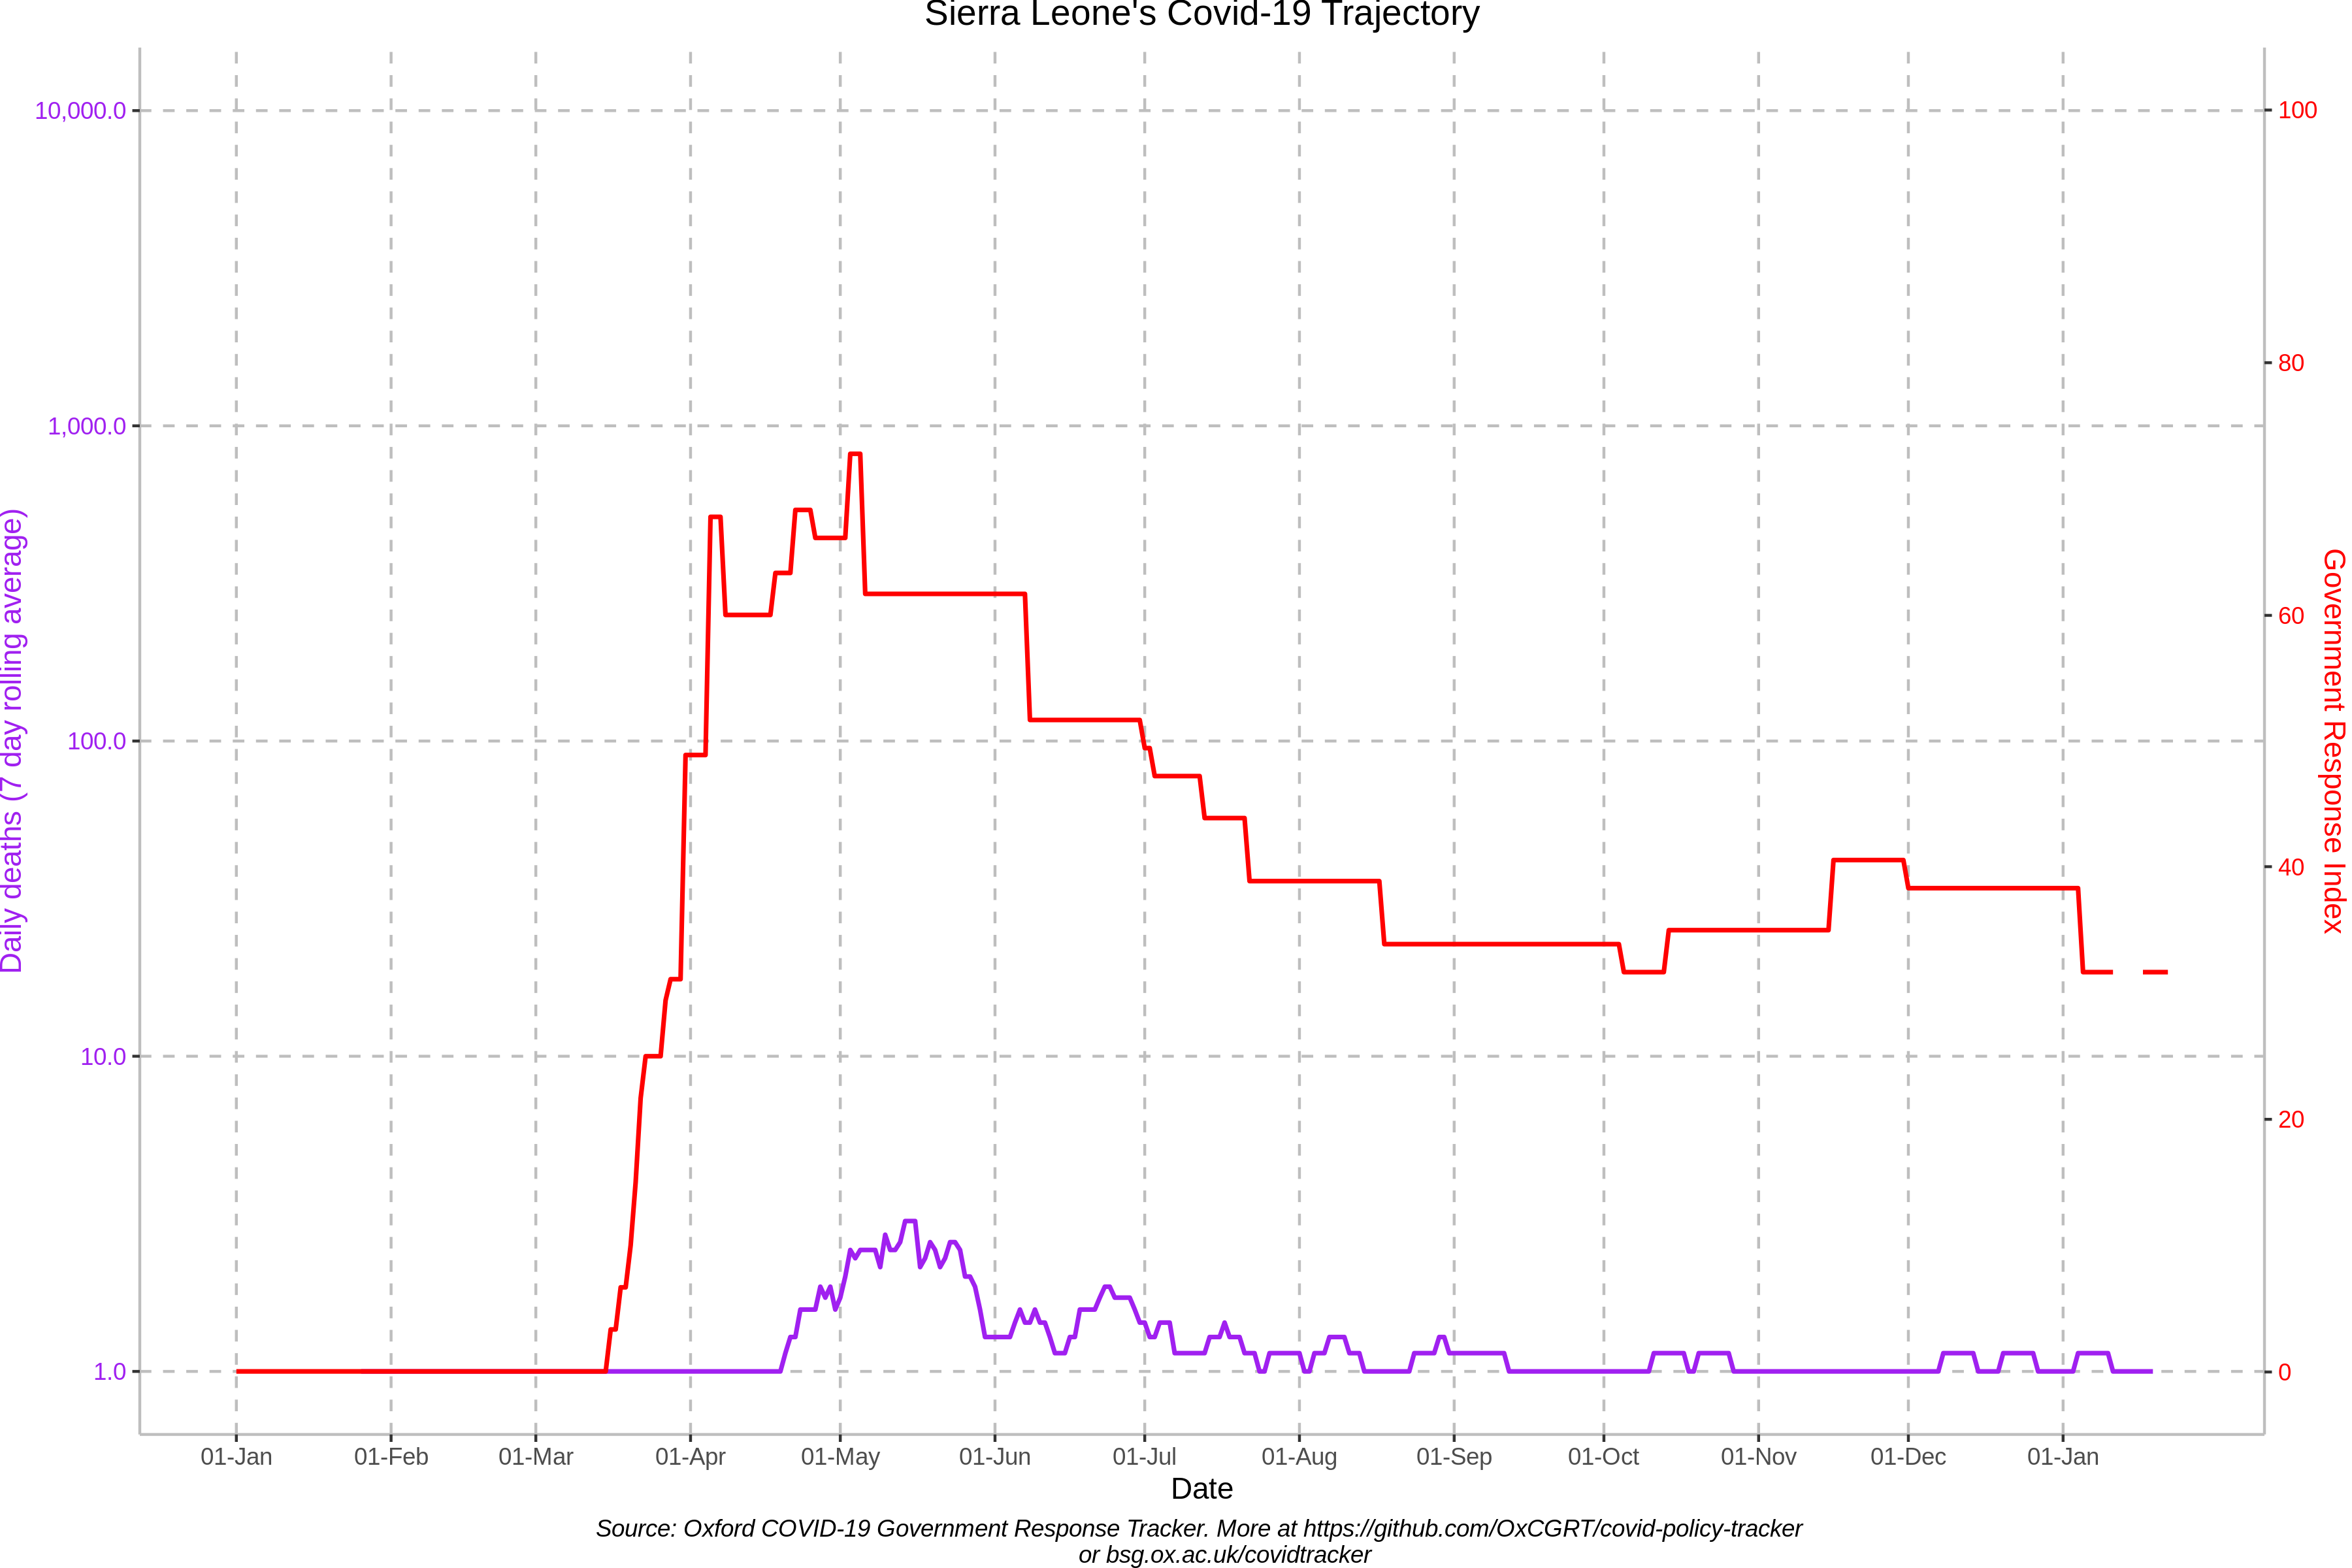 Sierra Leone's Covid-19 Trajectory
10,000.0
1,000.0
100.0
10.0
1.0
Daily deaths (7 day rolling average)
100
80
60
40
20
0
Government Response Index
01-Jan
01-Feb
01-Mar
01-Apr
01-May
01-Jun
01-Jul
01-Aug
01-Sep
01-Oct
01-Nov
01-Dec
01-Jan
Date
Source: Oxford COVID-19 Government Response Tracker. More at https://github.com/OxCGRT/covid-policy-tracker
or bsg.ox.ac.uk/covidtracker